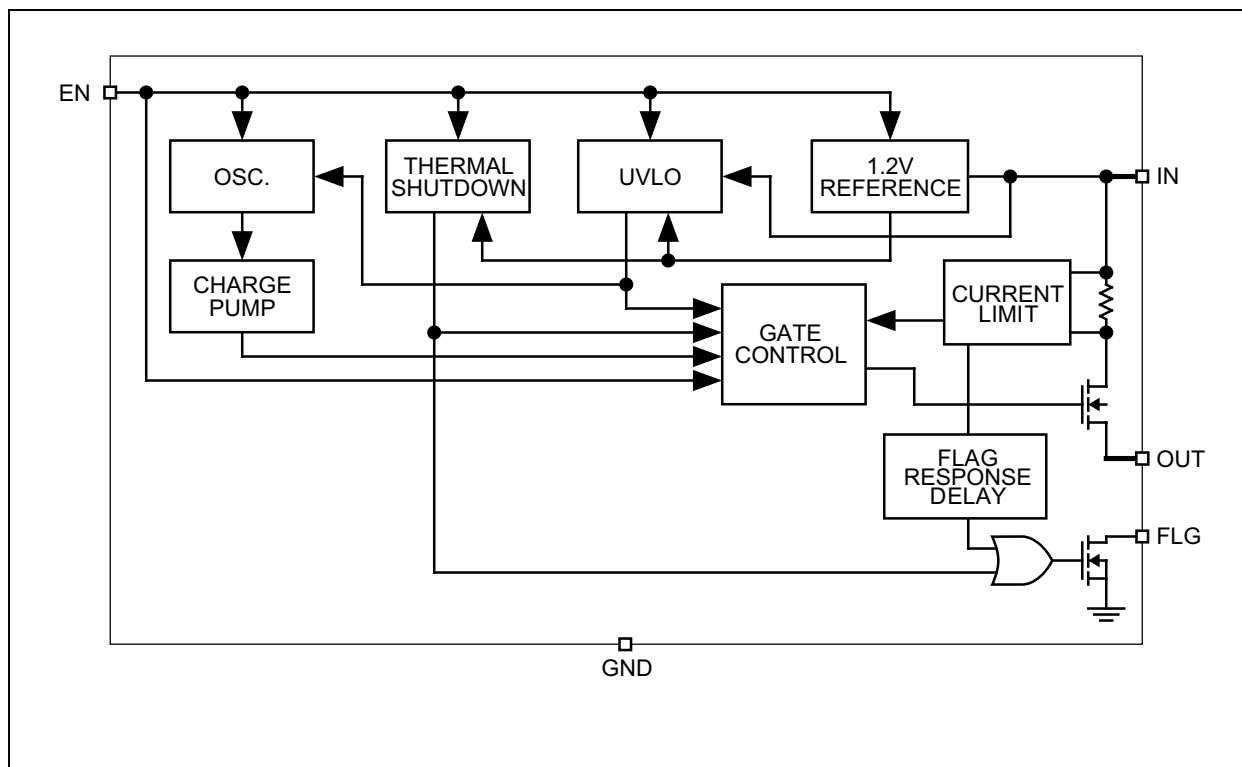 EN
OSC.
THERMAL
SHUTDOWN
UVLO
1.2V
REFERENCE
IN
CHARGE
PUMP
GATE
CONTROL
CURRENT
LIMIT
FLAG
RESPONSE
DELAY
OUT
FLG
GND